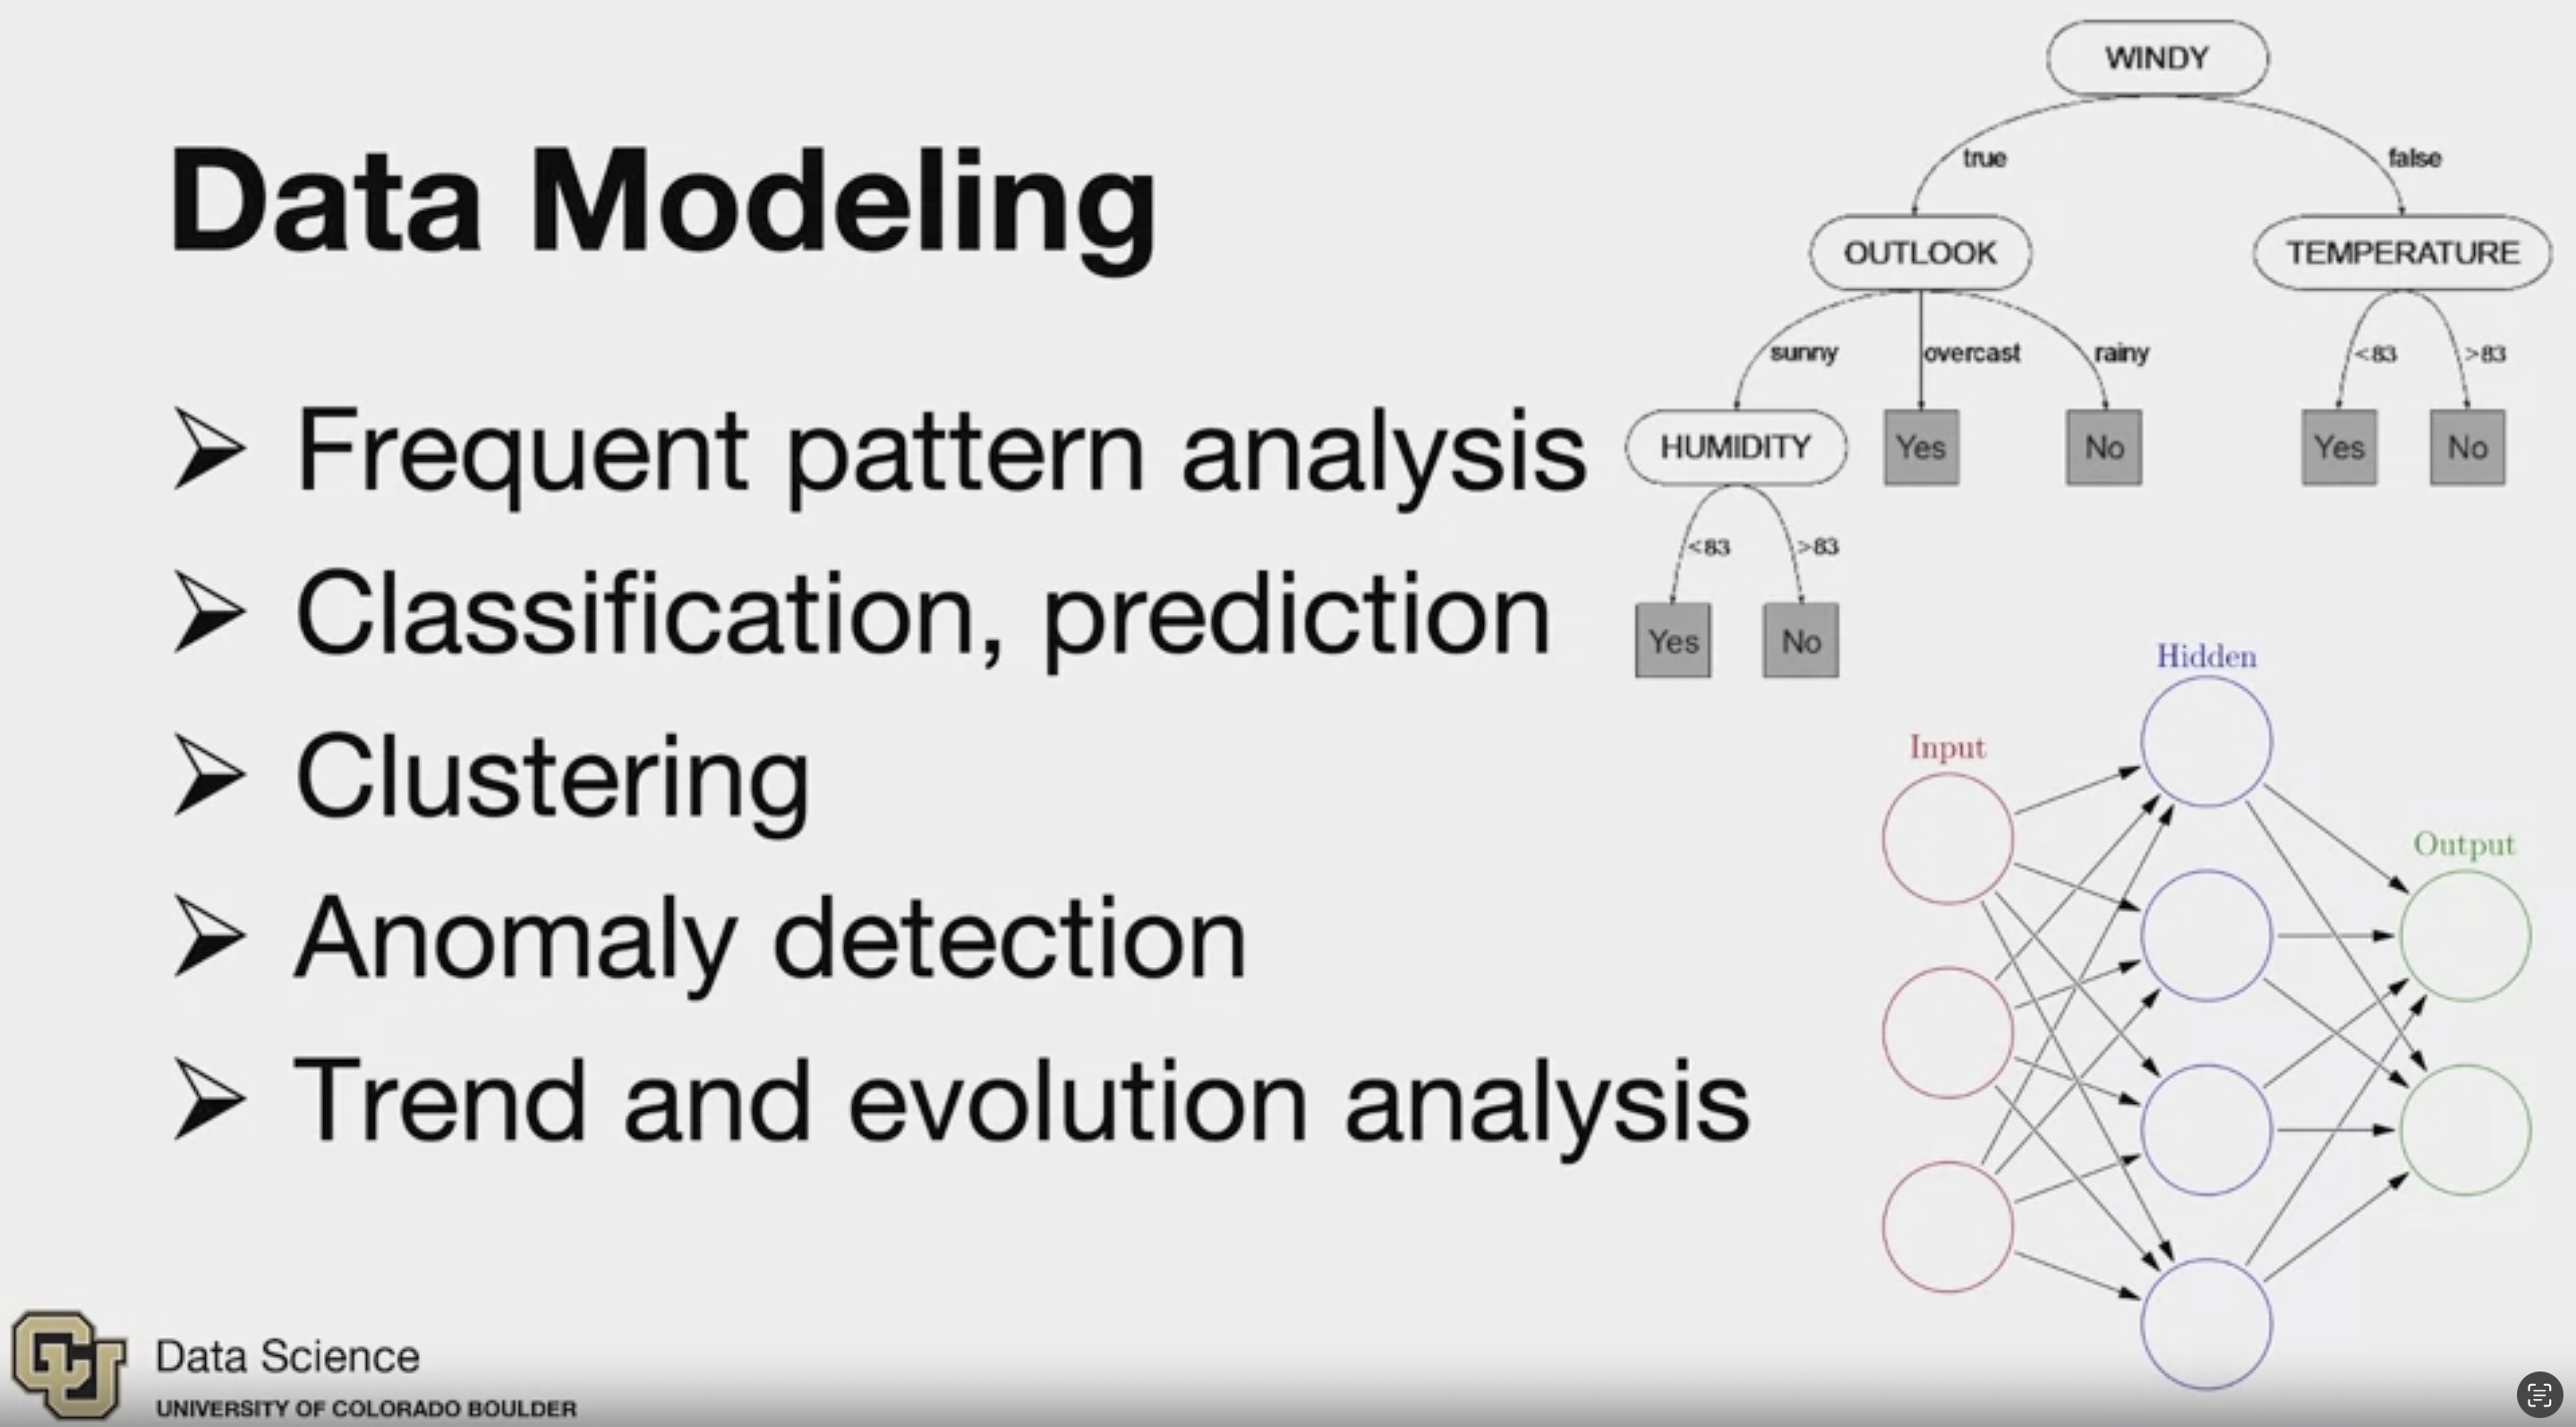 Data Modeling
Frequent pattern analysis
Classification, prediction
Clustering
Anomaly detection
Trend and evolution analysis
WINDY
true
false
OUTLOOK
TEMPERATURE
sunny
overcast
rainy
<83
>83
HUMIDITY
Yes
No
Yes
No
<83
>83
Yes
No
Hidden
Input
Output
CU
Data Science
UNIVERSITY OF COLORADO BOULDER